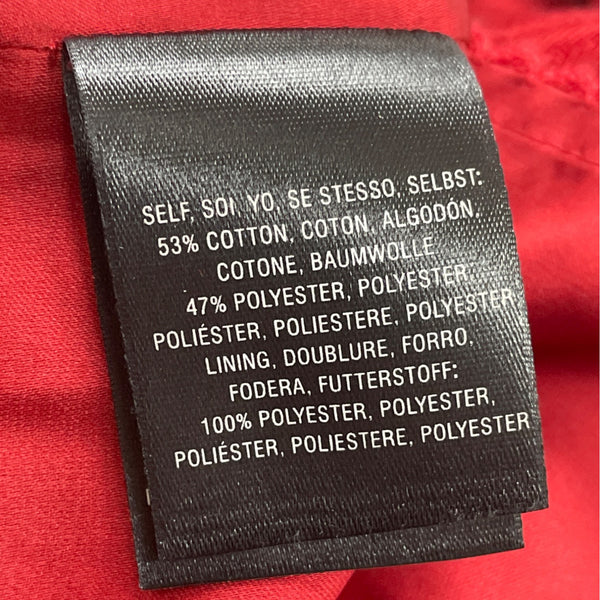 SELF, SOI, YO, SE STESSO, SELBST:
53% COTTON, COTON, ALGODÓN,
COTONE, BAUMWOLLE
47% POLYESTER, POLYESTER,
POLIÉSTER, POLIESTERE, POLYESTER
LINING, DOUBLURE, FORRO,
FODERA, FUTTERSTOFF:
100% POLYESTER, POLYESTER,
POLIÉSTER, POLIESTERE, POLYESTER